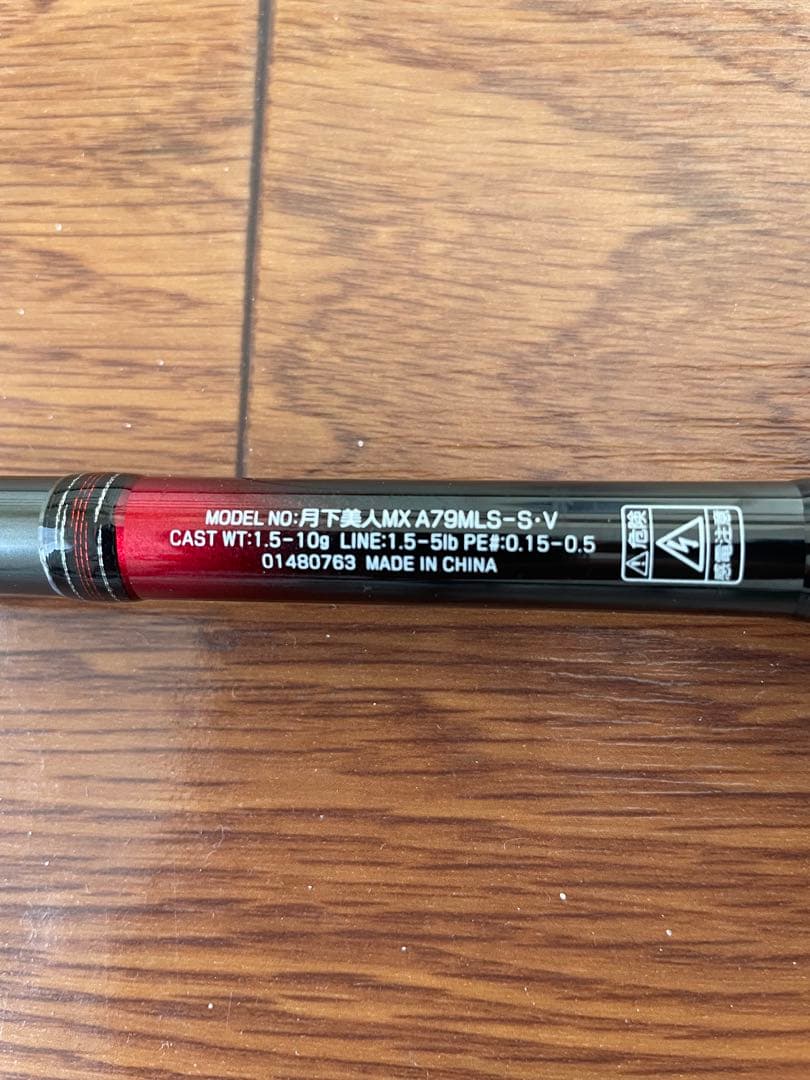 MODEL NO:月下美人MX A79MLS-S・V
CAST WT:1.5-10g LINE:1.5-5lb PE#:0.15-0.5
01480763 MADE IN CHINA
危険
感電注意